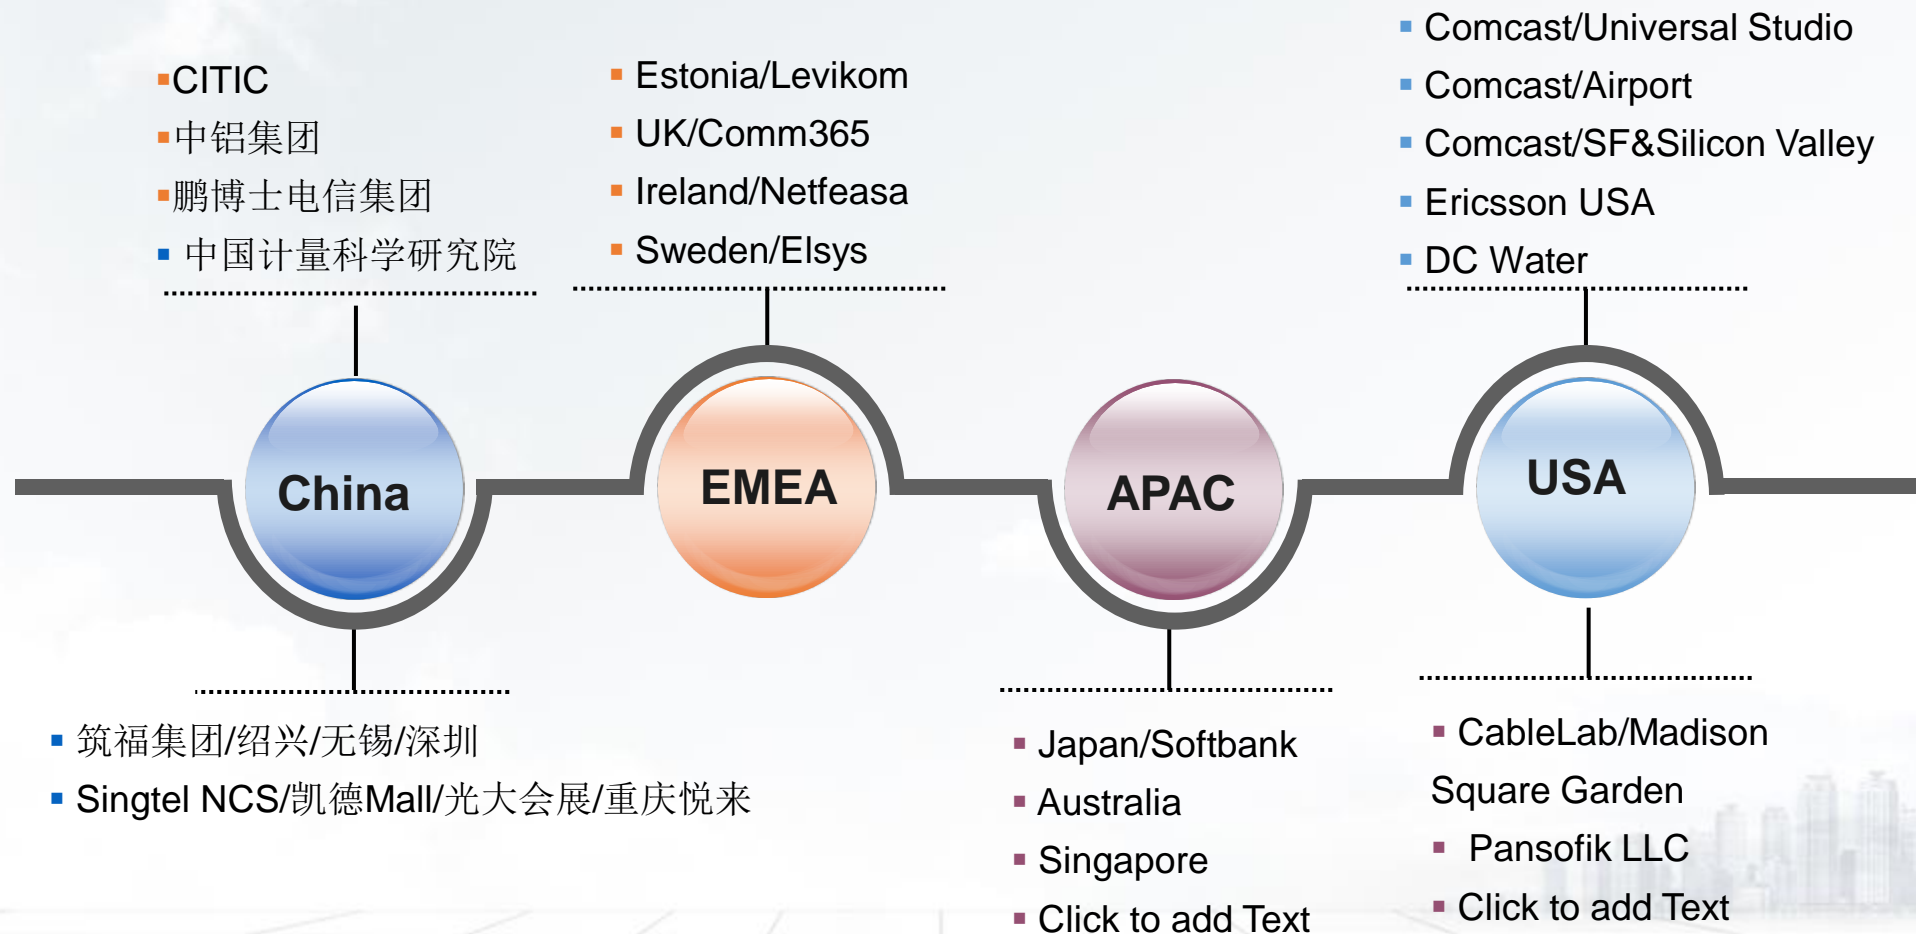 CITIC
中铝集团
鹏博士电信集团
中国计量科学研究院
Estonia/Levikom
UK/Comm365
Ireland/Netfeasa
Sweden/Elsys
Comcast/Universal Studio
Comcast/Airport
Comcast/SF&Silicon Valley
Ericsson USA
DC Water
China
EMEA
APAC
USA
筑福集团/绍兴/无锡/深圳
Singtel NCS/凯德Mall/光大会展/重庆悦来
Japan/Softbank
Australia
Singapore
Click to add Text
CableLab/Madison
Square Garden
Pansofik LLC
Click to add Text